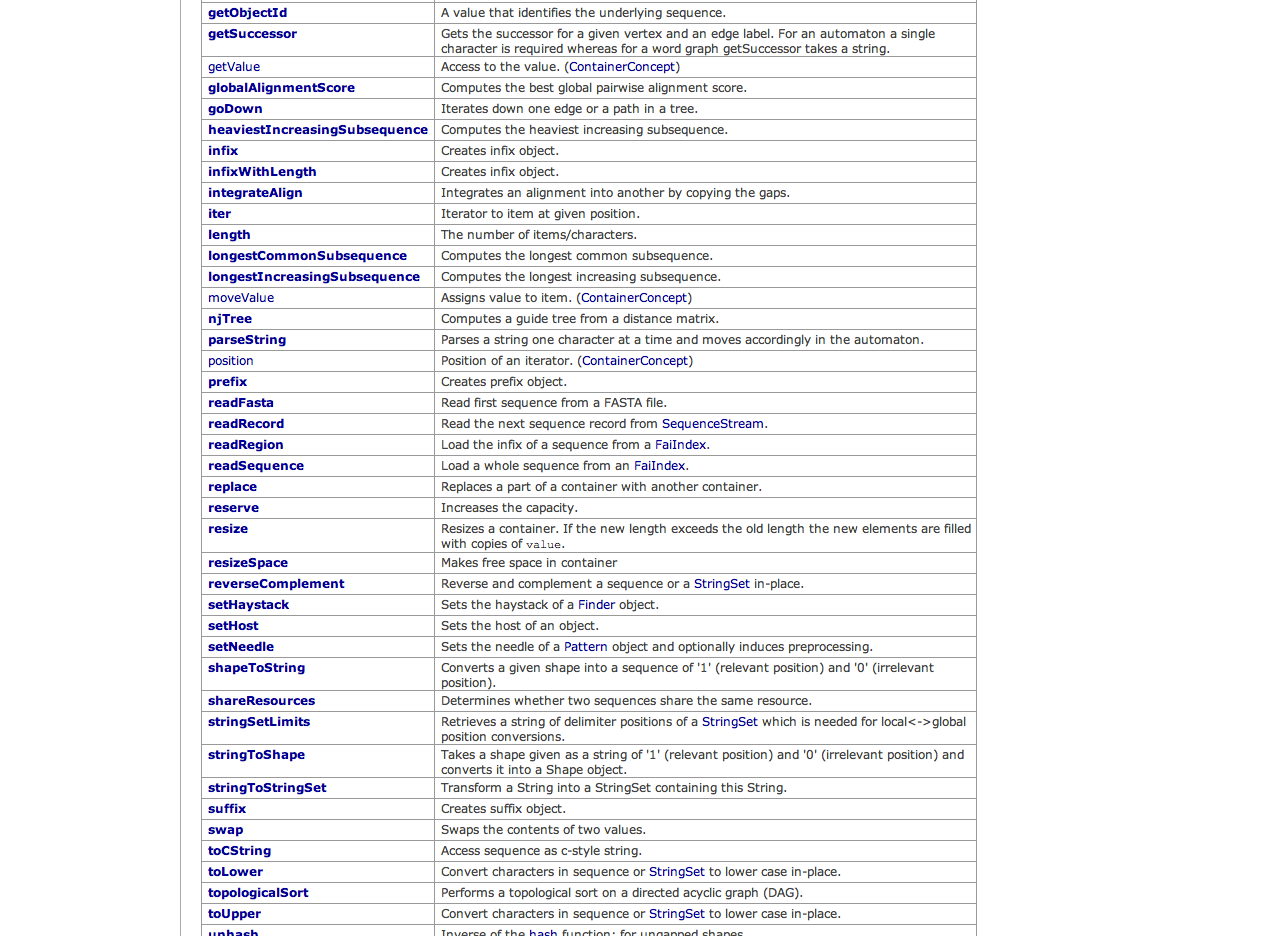 getObjectId A value that identifies the underlying sequence.
getSuccessor Gets the successor for a given vertex and an edge label. For an automaton a single
character is required whereas for a word graph getSuccessor takes a string.
getValue Access to the value. (ContainerConcept)
globalAlignmentScore Computes the best global pairwise alignment score.
goDown Iterates down one edge or a path in a tree.
heaviestIncreasingSubsequence Computes the heaviest increasing subsequence.
infix Creates infix object.
infixWithLength Creates infix object.
integrateAlign Integrates an alignment into another by copying the gaps.
iter Iterator to item at given position.
length The number of items/characters.
longestCommonSubsequence Computes the longest common subsequence.
longestIncreasingSubsequence Computes the longest increasing subsequence.
moveValue Assigns value to item. (ContainerConcept)
njTree Computes a guide tree from a distance matrix.
parseString Parses a string one character at a time and moves accordingly in the automaton.
position Position of an iterator. (ContainerConcept)
prefix Creates prefix object.
readFasta Read first sequence from a FASTA file.
readRecord Read the next sequence record from SequenceStream.
readRegion Load the infix of a sequence from a FaiIndex.
readSequence Load a whole sequence from an FaiIndex.
replace Replaces a part of a container with another container.
reserve Increases the capacity.
resize Resizes a container. If the new length exceeds the old length the new elements are filled
with copies of value.
resizeSpace Makes free space in container
reverseComplement Reverse and complement a sequence or a StringSet in-place.
setHaystack Sets the haystack of a Finder object.
setHost Sets the host of an object.
setNeedle Sets the needle of a Pattern object and optionally induces preprocessing.
shapeToString Converts a given shape into a sequence of '1' (relevant position) and '0' (irrelevant
position).
shareResources Determines whether two sequences share the same resource.
stringSetLimits Retrieves a string of delimiter positions of a StringSet which is needed for local<->global
position conversions.
stringToShape Takes a shape given as a string of '1' (relevant position) and '0' (irrelevant position) and
converts it into a Shape object.
stringToStringSet Transform a String into a StringSet containing this String.
suffix Creates suffix object.
swap Swaps the contents of two values.
toCString Access sequence as c-style string.
toLower Convert characters in sequence or StringSet to lower case in-place.
topologicalSort Performs a topological sort on a directed acyclic graph (DAG).
toUpper Convert characters in sequence or StringSet to lower case in-place.
unhash Inverse of the hash function; for ungapped shapes.